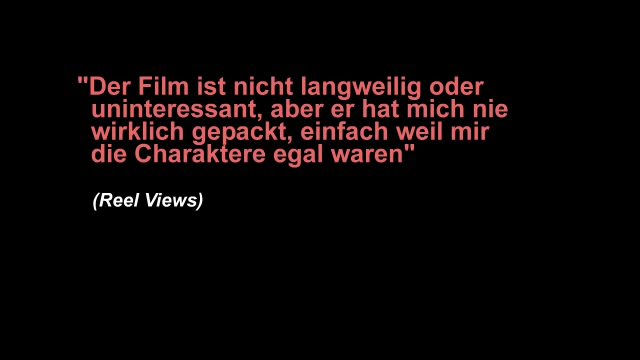 "Der Film ist nicht langweilig oder
uninteressant, aber er hat mich nie
wirklich gepackt, einfach weil mir
die Charaktere egal waren"
(Reel Views)